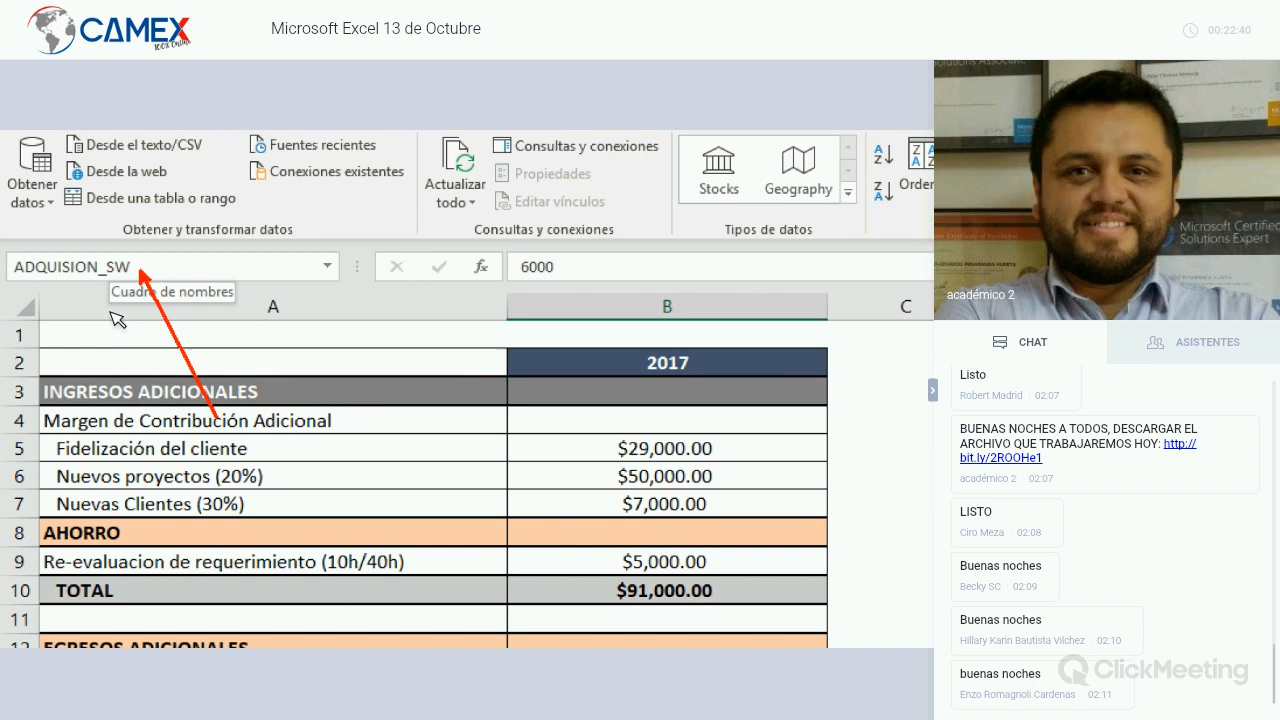 CAMEX
100% Online
Microsoft Excel 13 de Octubre
00:22:40
Obtener
datos
Desde el texto/CSV
Desde la web
Desde una tabla o rango
Fuentes recientes
Conexiones existentes
Obtener y transformar datos
Actualizar
todo
Consultas y conexiones
Propiedades
Editar vínculos
Consultas y conexiones
Stocks
Geography
Tipos de datos
A
Z
Z
A
Z A
A Z
Orden
ADQUISION_SW
fx
6000
Cuadro de nombres
A B C
1
2 2017
3 INGRESOS ADICIONALES
4 Margen de Contribución Adicional
5 Fidelización del cliente $29,000.00
6 Nuevos proyectos (20%) $50,000.00
7 Nuevas Clientes (30%) $7,000.00
8 AHORRO
9 Re-evaluacion de requerimiento (10h/40h) $5,000.00
10 TOTAL $91,000.00
11
12 EGRESOS ADICIONALES
Solutions Associate
Microsoft Certified
Solutions Expert
académico 2
CHAT
ASISTENTES
Listo
Robert Madrid 02:07
BUENAS NOCHES A TODOS, DESCARGAR EL
ARCHIVO QUE TRABAJAREMOS HOY: http://
bit.ly/2ROOHe1
académico 2 02:07
LISTO
Ciro Meza 02:08
Buenas noches
Becky SC 02:09
Buenas noches
Hillary Karin Bautista Vilchez 02:10
buenas noches
Enzo Romagnoli Cardenas 02:11
ClickMeeting